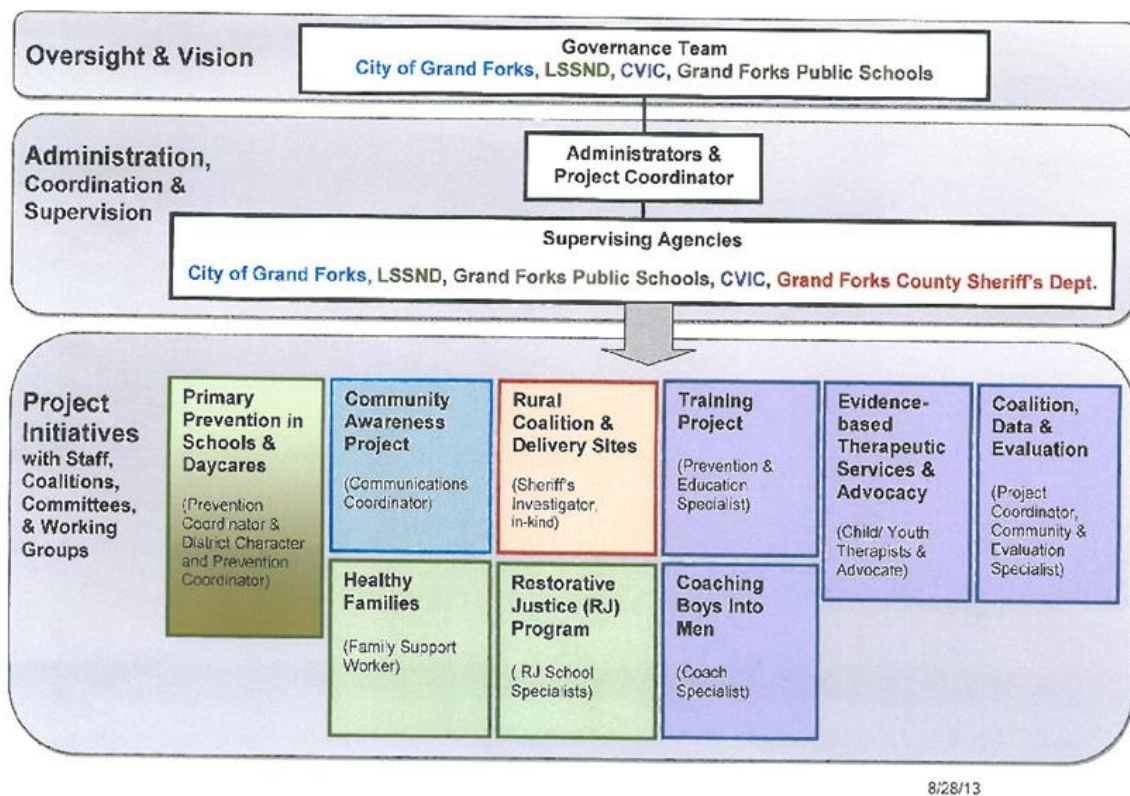 Oversight & Vision
Governance Team
City of Grand Forks, LSSND, CVIC, Grand Forks Public Schools
Administration,
Coordination &
Supervision
Administrators &
Project Coordinator
Supervising Agencies
City of Grand Forks, LSSND, Grand Forks Public Schools, CVIC, Grand Forks County Sheriff's Dept.
Project
Initiatives
with Staff,
Coalitions,
Committees,
& Working
Groups
Primary
Prevention in
Schools &
Daycares
(Prevention
Coordinator &
District Character
and Prevention
Coordinator)
Community
Awareness
Project
(Communications
Coordinator)
Rural
Coalition &
Delivery SItes
(Sheriff's
Investigator,
in-kind)
Training
Project
(Prevention &
Education
Specialist)
Evidence-
based
Therapeutic
Services &
Advocacy
(Child/ Youth
Therapists &
Advocate)
Coalition,
Data &
Evaluation
(Project
Coordinator,
Community &
Evaluation
Specialist)
Healthy
Families
(Family Support
Worker)
Restorative
Justice (RJ)
Program
( RJ School
Specialists)
Coaching
Boys Into
Men
(Coach
Specialist)
8/28/13